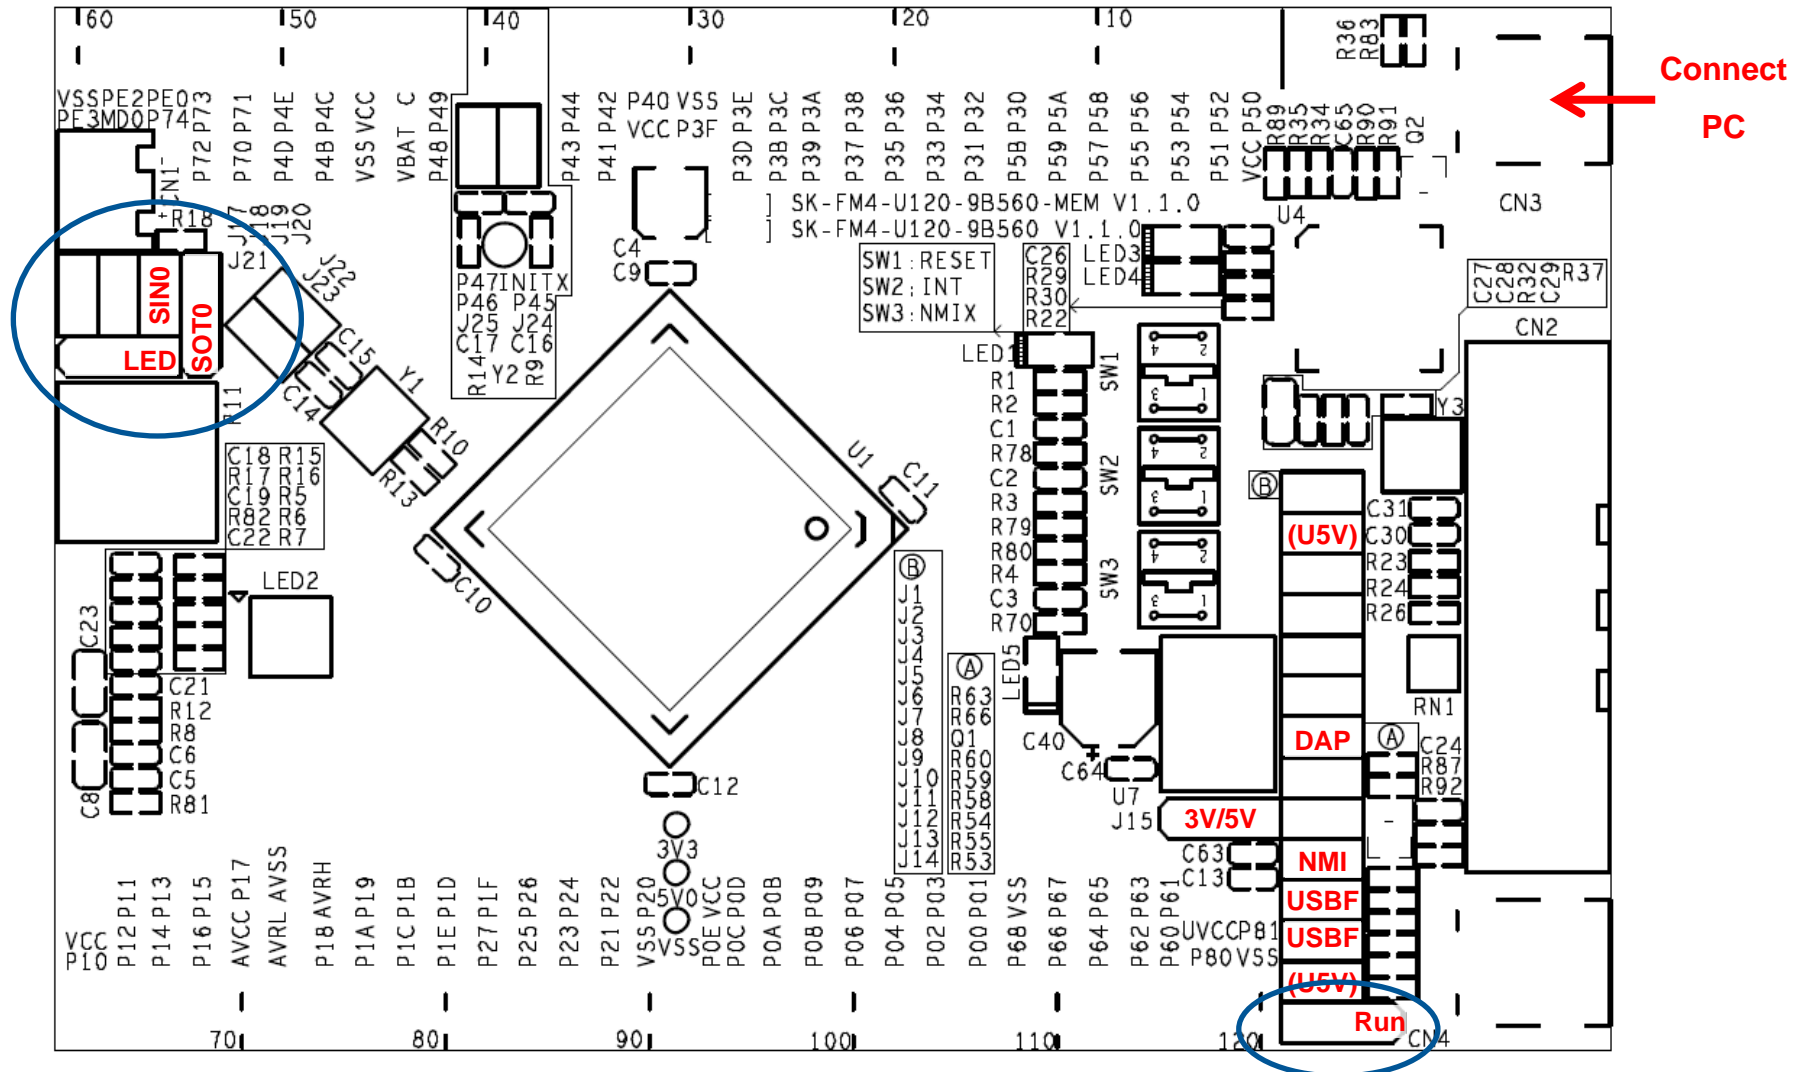 60 50 40 30 20 10
VSSPE2PE0
PE3MD0P74
P72 P73
P70 P71
P4D P4E
P4B P4C
VSS VCC
VBAT C
P48 P49
P43 P44
P41 P42
P40 VSS
VCC P3F
P3D P3E
P3B P3C
P39 P3A
P37 P38
P35 P36
P33 P34
P31 P32
P5B P30
P59 P5A
P57 P58
P55 P56
P53 P54
P51 P52
VCC P50
R36
R83
R89
R35
R34
C65
R90
R91
Q2
Connect
PC
CN3
U4
CN1
+R18
J17
J18
J19
J20
J21
J22
J23
SIN0
SOT0
LED
C15
C14
Y1
R10
R13
P47INITX
P46 P45
J25 J24
C17 C16
R14 Y2 R9
C4
C9
[ ] SK-FM4-U120-9B560-MEM V1.1.0
[ ] SK-FM4-U120-9B560 V1.1.0
SW1:RESET
SW2:INT
SW3:NMIX
C26
R29
R30
R22
LED3
LED4
C27
C28
R32
C29
R37
CN2
LED1
R1
R2
C1
R78
C2
R3
R79
R80
R4
C3
R70
SW1
4 2
3 1
SW2
4 2
3 1
SW3
4 2
3 1
Y3
U1
C11
C10
C12
C18 R15
R17 R16
C19 R5
R82 R6
C22 R7
LED2
C23
C21
R12
R8
C6
C5
R81
C8
B
J1
J2
J3
J4
J5
J6
J7
J8
J9
J10
J11
J12
J13
J14
A
R63
R66
Q1
R60
R59
R58
R54
R55
R53
LED5
C40
C64
U7
J15
3V/5V
B
(U5V)
DAP
NMI
USBF
USBF
(U5V)
Run
C31
C30
R23
R24
R26
RN1
A
C24
R87
R92
C63
C13
3V3
5V0
VSS
VCC
P10
P12 P11
P14 P13
P16 P15
AVCC P17
AVRL AVSS
P18 AVRH
P1A P19
P1C P1B
P1E P1D
P27 P1F
P25 P26
P23 P24
P21 P22
VSS P20
P0E VCC
P0C P0D
P0A P0B
P08 P09
P06 P07
P04 P05
P02 P03
P00 P01
P68 VSS
P66 P67
P64 P65
P62 P63
P60 P61
UVCCP81
P80 VSS
CN4
70 80 90 100 110 120